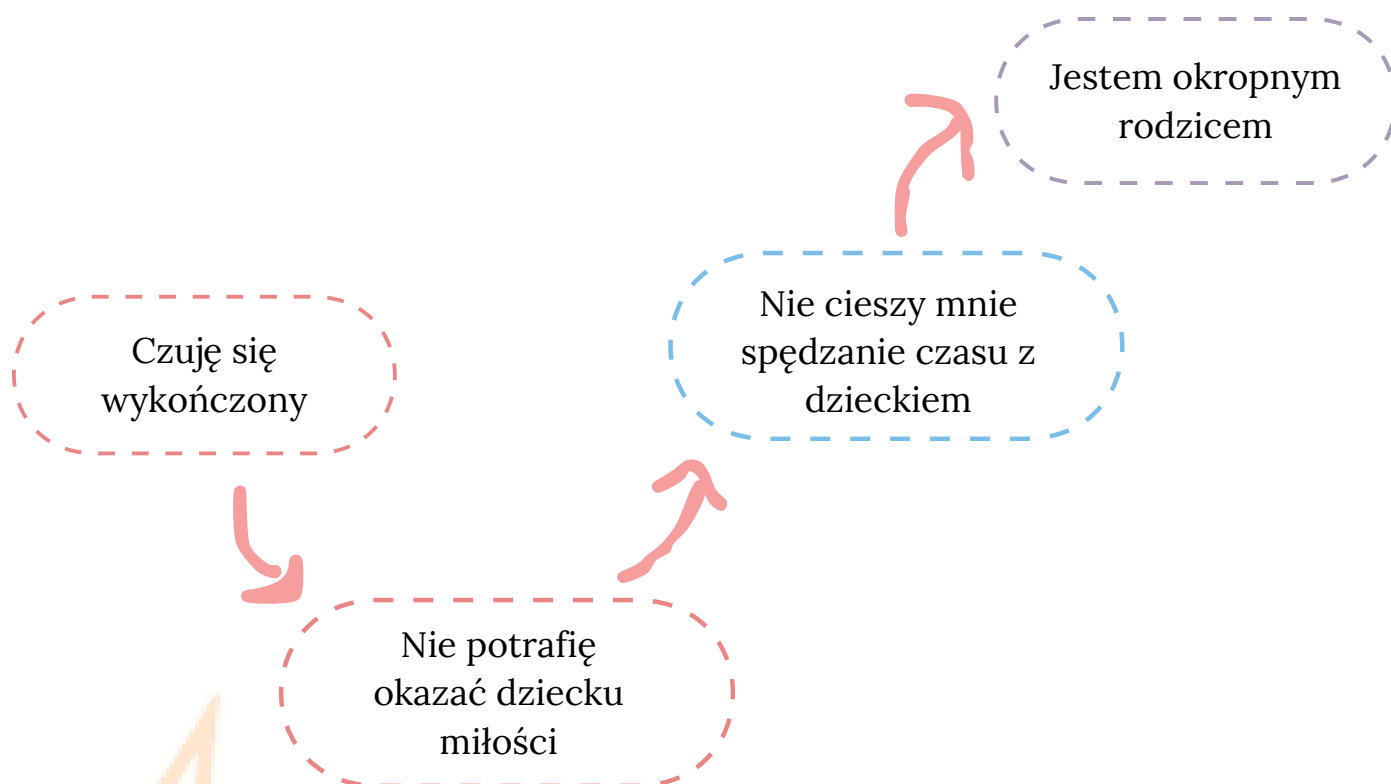 Czuję się
wykończony
Nie potrafię
okazać dziecku
miłości
Nie cieszy mnie
spędzanie czasu z
dzieckiem
Jestem okropnym
rodzicem